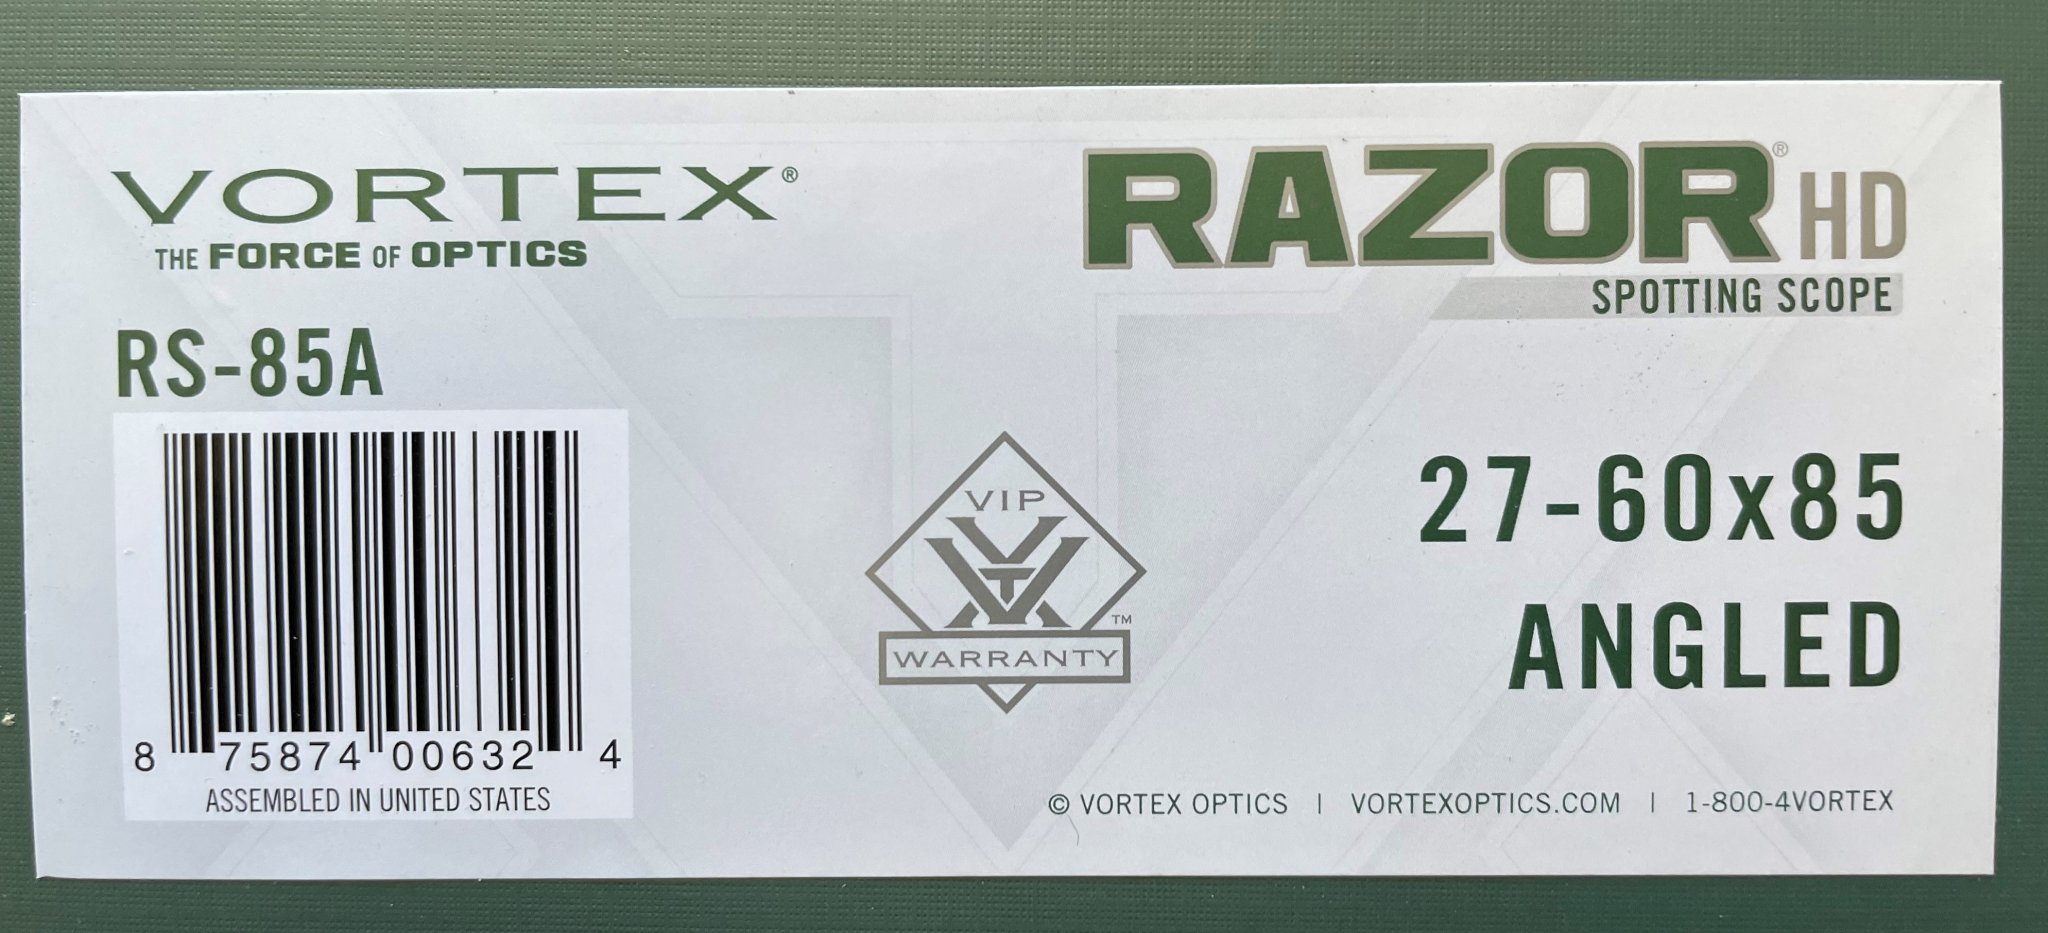 VORTEX®
THE FORCE OF OPTICS
RAZOR® HD
SPOTTING SCOPE
RS-85A
8 75874 00632 4
ASSEMBLED IN UNITED STATES
VIP
WARRANTY™
27-60x85
ANGLED
© VORTEX OPTICS | VORTEXOPTICS.COM | 1-800-4VORTEX